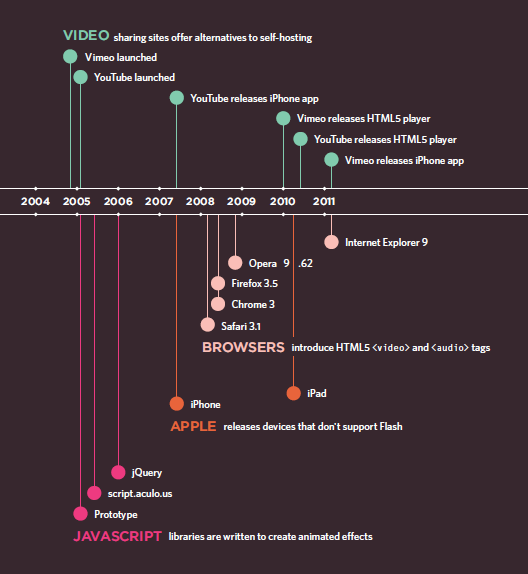 VIDEO sharing sites offer alternatives to self-hosting
Vimeo launched
YouTube launched
YouTube releases iPhone app
Vimeo releases HTML5 player
YouTube releases HTML5 player
Vimeo releases iPhone app
2004 2005 2006 2007 2008 2009 2010 2011
Internet Explorer 9
Opera 9 .62
Firefox 3.5
Chrome 3
Safari 3.1
BROWSERS introduce HTML5 <video> and <audio> tags
iPad
iPhone
APPLE releases devices that don't support Flash
jQuery
script.aculo.us
Prototype
JAVASCRIPT libraries are written to create animated effects